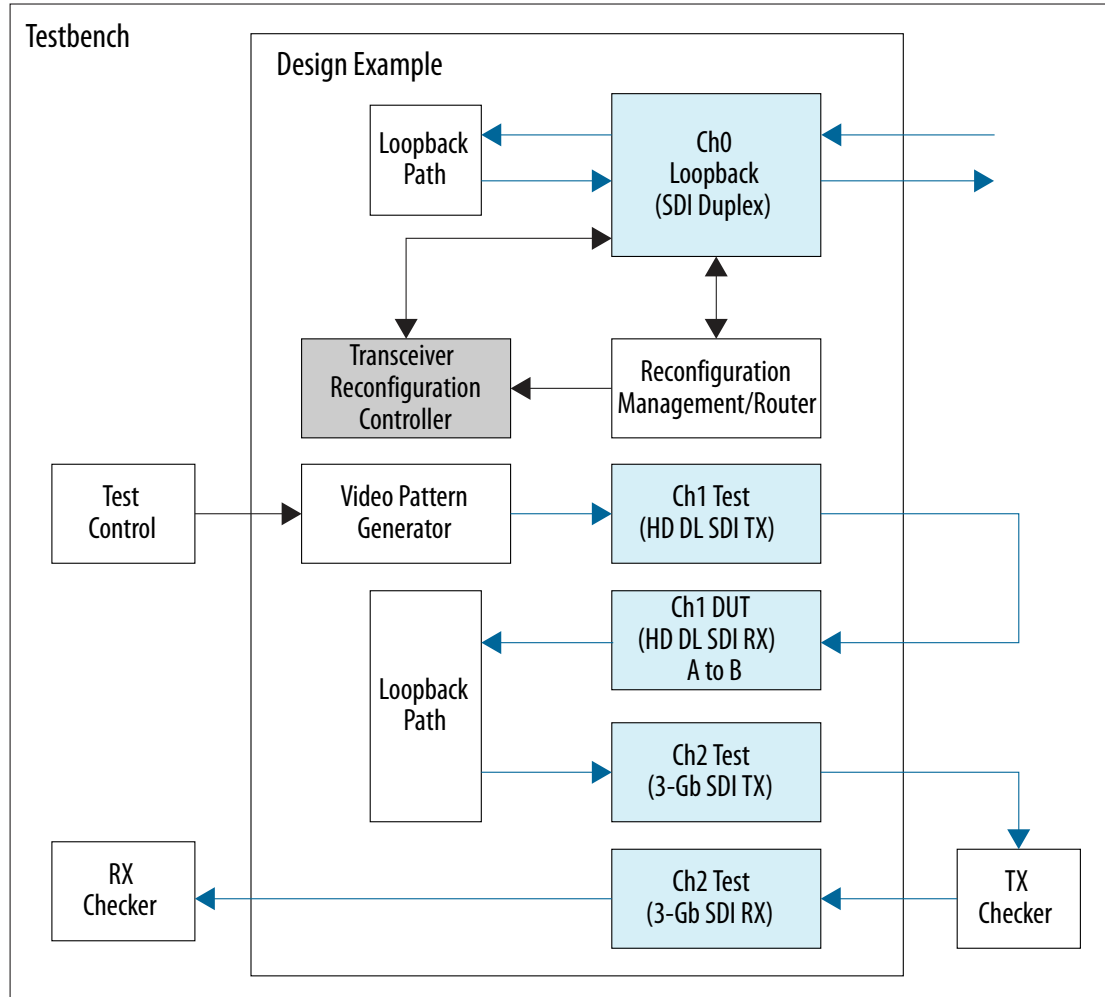 Testbench
Design Example
Loopback
Path
Ch0
Loopback
(SDI Duplex)
Transceiver
Reconfiguration
Controller
Reconfiguration
Management/Router
Test
Control
Video Pattern
Generator
Ch1 Test
(HD DL SDI TX)
Ch1 DUT
(HD DL SDI RX)
A to B
Loopback
Path
Ch2 Test
(3-Gb SDI TX)
RX
Checker
Ch2 Test
(3-Gb SDI RX)
TX
Checker